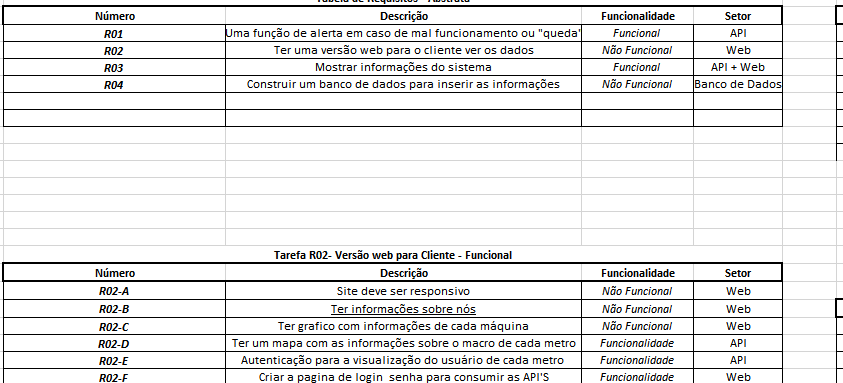 Tabela de Requisitos - Abstrata
Número Descrição Funcionalidade Setor
R01 Uma função de alerta em caso de mal funcionamento ou "queda" Funcional API
R02 Ter uma versão web para o cliente ver os dados Não Funcional Web
R03 Mostrar informações do sistema Funcional API + Web
R04 Construir um banco de dados para inserir as informações Não Funcional Banco de Dados
Tarefa R02- Versão web para Cliente - Funcional
Número Descrição Funcionalidade Setor
R02-A Site deve ser responsivo Não Funcional Web
R02-B Ter informações sobre nós Não Funcional Web
R02-C Ter grafico com informações de cada máquina Não Funcional Web
R02-D Ter um mapa com as informações sobre o macro de cada metro Funcionalidade API
R02-E Autenticação para a visualização do usuário de cada metro Funcionalidade API
R02-F Criar a pagina de login senha para consumir as API'S Funcionalidade Web